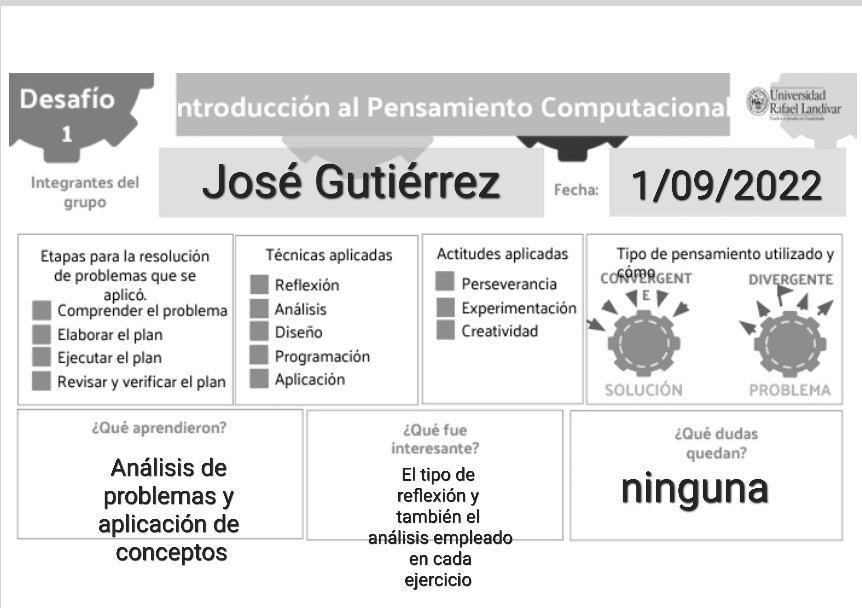 Desafío
1
ntroducción al Pensamiento Computacional
Universidad
Rafael Landívar
Integrantes del
grupo
José Gutiérrez
Fecha:
1/09/2022
Etapas para la resolución
de problemas que se
aplicó.
Comprender el problema
Elaborar el plan
Ejecutar el plan
Revisar y verificar el plan
Técnicas aplicadas
Reflexión
Análisis
Diseño
Programación
Aplicación
Actitudes aplicadas
Perseverancia
Experimentación
Creatividad
Tipo de pensamiento utilizado y
cómo
CONVERGENT
E
SOLUCIÓN
DIVERGENTE
PROBLEMA
¿Qué aprendieron?
Análisis de
problemas y
aplicación de
conceptos
¿Qué fue
interesante?
El tipo de
reflexión y
también el
análisis empleado
en cada
ejercicio
¿Qué dudas
quedan?
ninguna